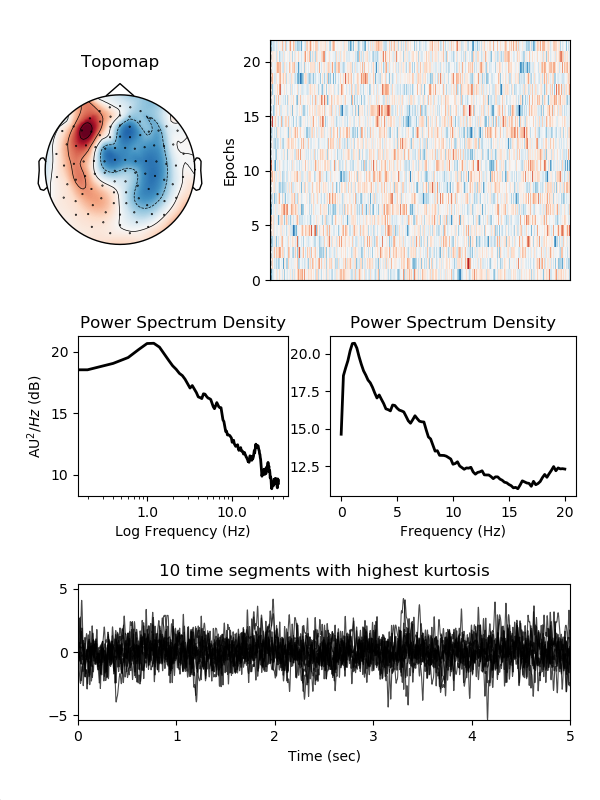 Topomap
Epochs
20
15
10
5
0
Power Spectrum Density
AU²/Hz (dB)
20
15
10
1.0 10.0
Log Frequency (Hz)
Power Spectrum Density
20.0
17.5
15.0
12.5
0 5 10 15 20
Frequency (Hz)
10 time segments with highest kurtosis
5
0
−5
0 1 2 3 4 5
Time (sec)